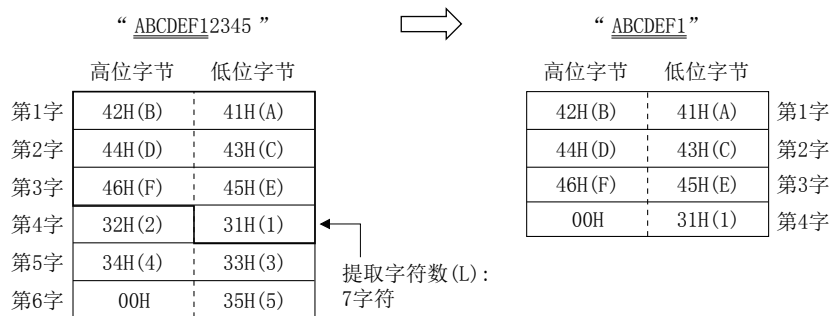 “ ABCDEF12345 ”
“ ABCDEF1”
高位字节 低位字节
高位字节 低位字节
第1字 42H(B) 41H(A)
42H(B) 41H(A) 第1字
第2字 44H(D) 43H(C)
44H(D) 43H(C) 第2字
第3字 46H(F) 45H(E)
46H(F) 45H(E) 第3字
第4字 32H(2) 31H(1)
00H 31H(1) 第4字
第5字 34H(4) 33H(3)
第6字 00H 35H(5)
提取字符数(L):
7字符